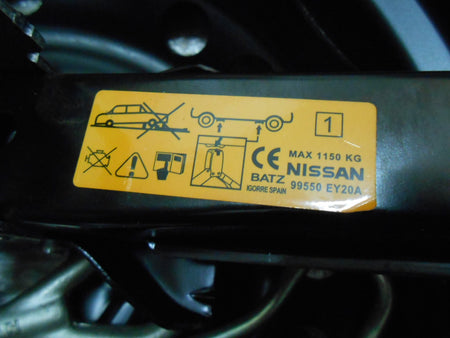 1
MAX 1150 KG
CE
BATZ
NISSAN
IGORRE SPAIN
99550 EY20A